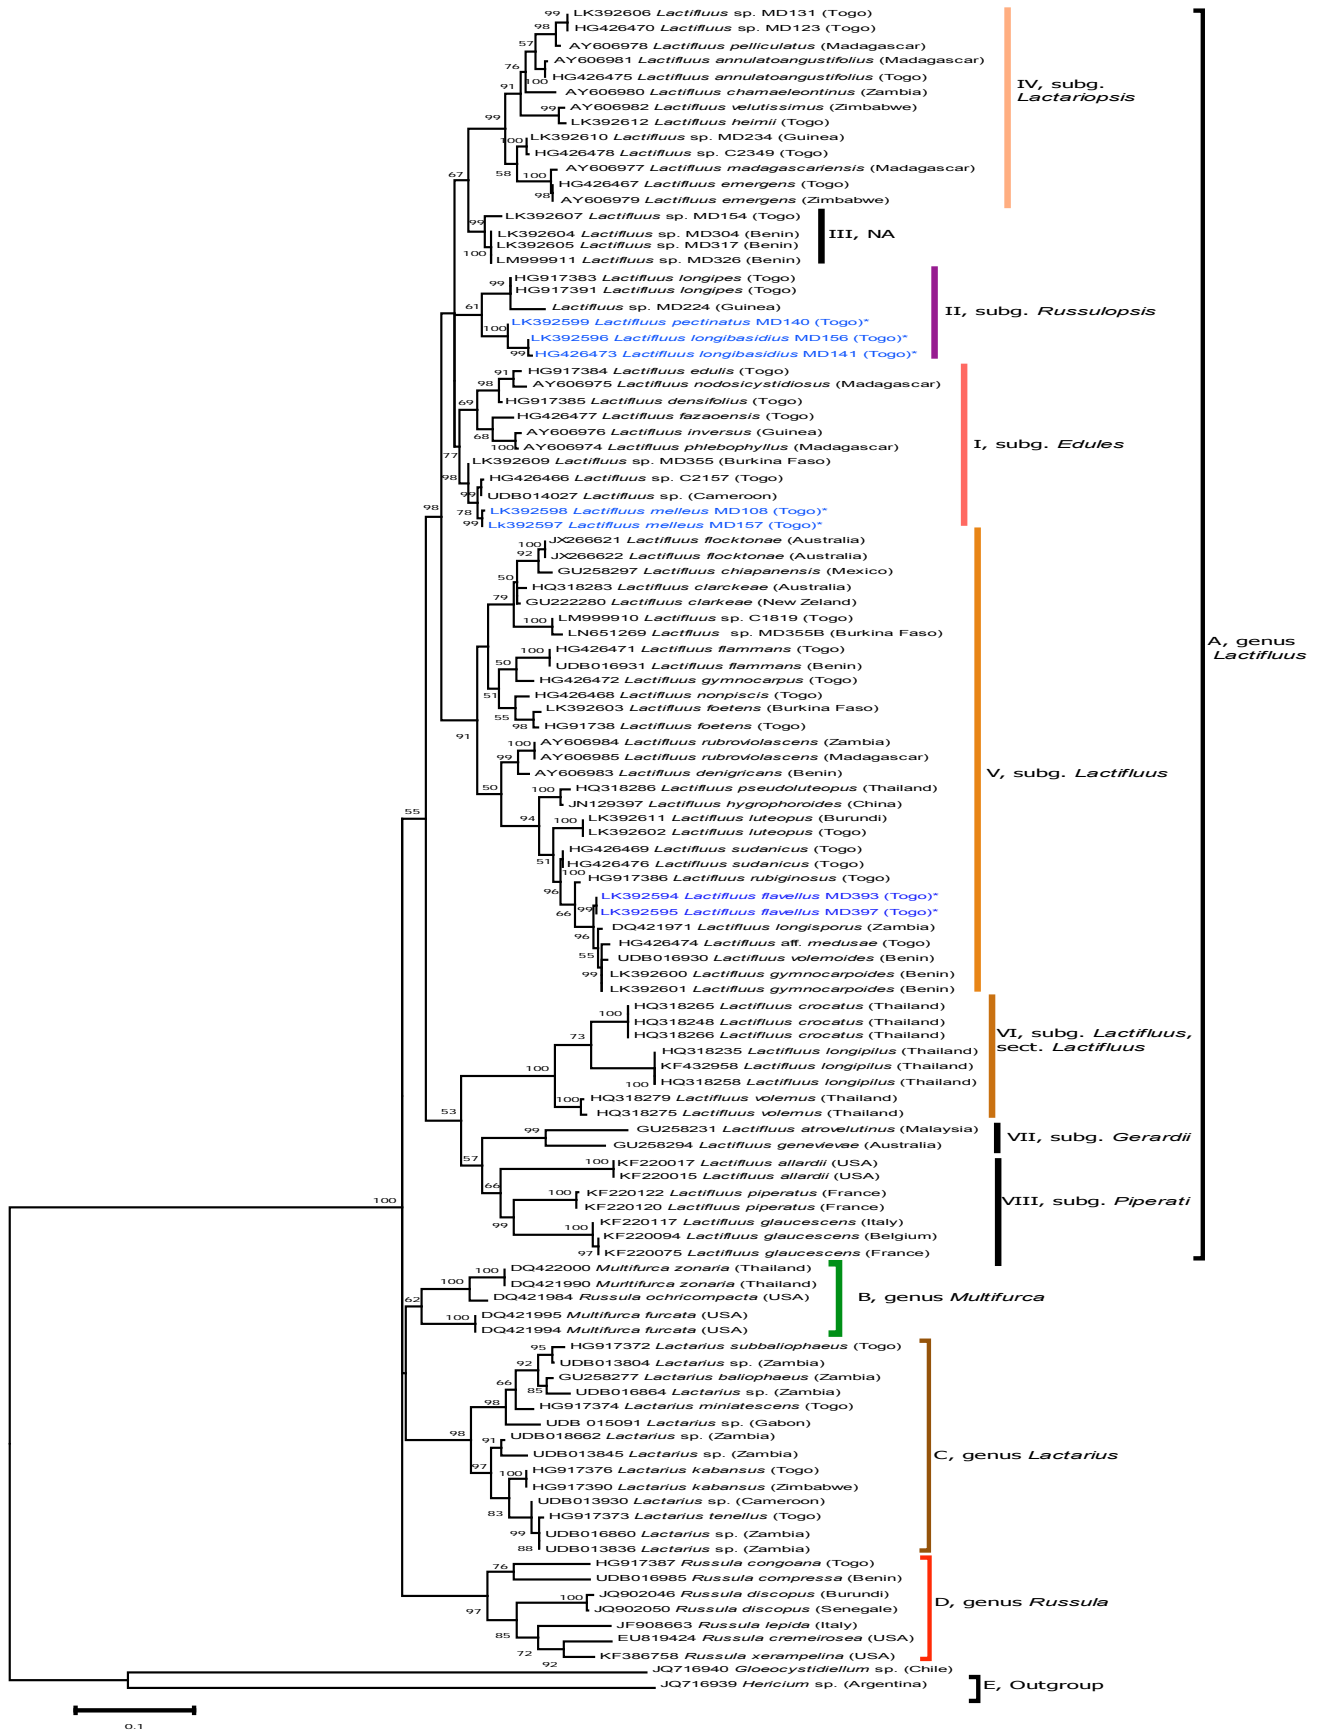 99 LK392606 Lactifluus sp. MD131 (Togo)
98 HG426470 Lactifluus sp. MD123 (Togo)
57 AY606978 Lactifluus pelliculatus (Madagascar)
76 AY606981 Lactifluus annulatoangustifolius (Madagascar)
100 HG426475 Lactifluus annulatoangustifolius (Togo)
91 AY606980 Lactifluus chamaeleontinus (Zambia)
99 AY606982 Lactifluus velutissimus (Zimbabwe)
99 LK392612 Lactifluus heimii (Togo)
100 LK392610 Lactifluus sp. MD234 (Guinea)
HG426478 Lactifluus sp. C2349 (Togo)
58 100 AY606977 Lactifluus madagascariensis (Madagascar)
67 HG426467 Lactifluus emergens (Togo)
98 AY606979 Lactifluus emergens (Zimbabwe)
IV, subg.
Lactariopsis
99 LK392607 Lactifluus sp. MD154 (Togo)
LK392604 Lactifluus sp. MD304 (Benin)
LK392605 Lactifluus sp. MD317 (Benin)
100 LM999911 Lactifluus sp. MD326 (Benin)
III, NA
99 HG917383 Lactifluus longipes (Togo)
HG917391 Lactifluus longipes (Togo)
61 Lactifluus sp. MD224 (Guinea)
100 LK392599 Lactifluus pectinatus MD140 (Togo)*
LK392596 Lactifluus longibasidius MD156 (Togo)*
99 HG426473 Lactifluus longibasidius MD141 (Togo)*
II, subg. Russulopsis
91 HG917384 Lactifluus edulis (Togo)
98 AY606975 Lactifluus nodosicystidiosus (Madagascar)
69 HG917385 Lactifluus densifolius (Togo)
HG426477 Lactifluus fazaoensis (Togo)
68 AY606976 Lactifluus inversus (Guinea)
100 AY606974 Lactifluus phlebophyllus (Madagascar)
77 LK392609 Lactifluus sp. MD355 (Burkina Faso)
98 HG426466 Lactifluus sp. C2157 (Togo)
99 UDB014027 Lactifluus sp. (Cameroon)
98 78 LK392598 Lactifluus melleus MD108 (Togo)*
99 Lk392597 Lactifluus melleus MD157 (Togo)*
I, subg. Edules
100 JX266621 Lactifluus flocktonae (Australia)
92 JX266622 Lactifluus flocktonae (Australia)
50 GU258297 Lactifluus chiapanensis (Mexico)
HQ318283 Lactifluus clarckeae (Australia)
79 GU222280 Lactifluus clarkeae (New Zeland)
100 LM999910 Lactifluus sp. C1819 (Togo)
LN651269 Lactfluus sp. MD355B (Burkina Faso)
100 HG426471 Lactifluus flammans (Togo)
50 UDB016931 Lactifluus flammans (Benin)
HG426472 Lactifluus gymnocarpus (Togo)
51 HG426468 Lactifluus nonpiscis (Togo)
55 LK392603 Lactifluus foetens (Burkina Faso)
98 HG91738 Lactifluus foetens (Togo)
91 100 AY606984 Lactifluus rubroviolascens (Zambia)
99 AY606985 Lactifluus rubroviolascens (Madagascar)
AY606983 Lactifluus denigricans (Benin)
50 100 HQ318286 Lactifluus pseudoluteopus (Thailand)
JN129397 Lactifluus hygrophoroides (China)
55 94 100 LK392611 Lactifluus luteopus (Burundi)
LK392602 Lactifluus luteopus (Togo)
HG426469 Lactifluus sudanicus (Togo)
51 HG426476 Lactifluus sudanicus (Togo)
100 HG917386 Lactifluus rubiginosus (Togo)
96 LK392594 Lactifluus flavellus MD393 (Togo)*
66 99 LK392595 Lactifluus flavellus MD397 (Togo)*
DQ421971 Lactifluus longisporus (Zambia)
96 HG426474 Lactifluus aff. medusae (Togo)
55 UDB016930 Lactifluus volemoides (Benin)
99 LK392600 Lactifluus gymnocarpoides (Benin)
LK392601 Lactifluus gymnocarpoides (Benin)
V, subg. Lactifluus
HQ318265 Lactifluus crocatus (Thailand)
100 HQ318248 Lactifluus crocatus (Thailand)
73 HQ318266 Lactifluus crocatus (Thailand)
HQ318235 Lactifluus longipilus (Thailand)
100 KF432958 Lactifluus longipilus (Thailand)
100 HQ318258 Lactifluus longipilus (Thailand)
100 HQ318279 Lactifluus volemus (Thailand)
53 HQ318275 Lactifluus volemus (Thailand)
VI, subg. Lactifluus,
sect. Lactifluus
99 GU258231 Lactifluus atrovelutinus (Malaysia)
GU258294 Lactifluus genevievae (Australia)
VII, subg. Gerardii
57 100 KF220017 Lactifluus allardii (USA)
KF220015 Lactifluus allardii (USA)
66 100 KF220122 Lactifluus piperatus (France)
KF220120 Lactifluus piperatus (France)
99 100 KF220117 Lactifluus glaucescens (Italy)
KF220094 Lactifluus glaucescens (Belgium)
97 KF220075 Lactifluus glaucescens (France)
VIII, subg. Piperati
A, genus
Lactifluus
100
100 DQ422000 Multifurca zonaria (Thailand)
100 DQ421990 Murltifurca zonaria (Thailand)
DQ421984 Russula ochricompacta (USA)
62 100 DQ421995 Multifurca furcata (USA)
DQ421994 Multifurca furcata (USA)
B, genus Multifurca
95 HG917372 Lactarius subbaliophaeus (Togo)
92 UDB013804 Lactarius sp. (Zambia)
66 GU258277 Lactarius baliophaeus (Zambia)
85 UDB016864 Lactarius sp. (Zambia)
98 HG917374 Lactarius miniatescens (Togo)
UDB 015091 Lactarius sp. (Gabon)
98 91 UDB018662 Lactarius sp. (Zambia)
UDB013845 Lactarius sp. (Zambia)
97 100 HG917376 Lactarius kabansus (Togo)
HG917390 Lactarius kabansus (Zimbabwe)
UDB013930 Lactarius sp. (Cameroon)
83 HG917373 Lactarius tenellus (Togo)
99 UDB016860 Lactarius sp. (Zambia)
88 UDB013836 Lactarius sp. (Zambia)
C, genus Lactarius
76 HG917387 Russula congoana (Togo)
UDB016985 Russula compressa (Benin)
100 JQ902046 Russula discopus (Burundi)
97 JQ902050 Russula discopus (Senegale)
JF908663 Russula lepida (Italy)
85 EU819424 Russula cremeirosea (USA)
72 92 KF386758 Russula xerampelina (USA)
D, genus Russula
JQ716940 Gloeocystidiellum sp. (Chile)
JQ716939 Hericium sp. (Argentina)
E, Outgroup
0.1